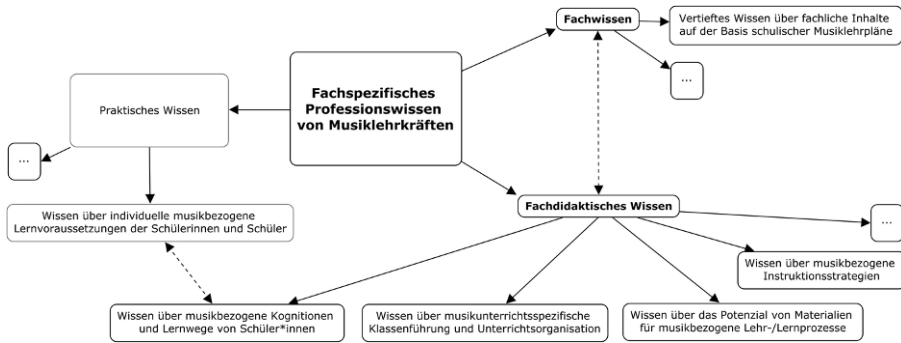 Fachwissen
Vertieftes Wissen über fachliche Inhalte
auf der Basis schulischer Musiklehrpläne
...
Fachspezifisches
Professionswissen
von Musiklehrkräften
Praktisches Wissen
...
Wissen über individuelle musikbezogene
Lernvoraussetzungen der Schülerinnen und Schüler
Fachdidaktisches Wissen
...
Wissen über musikbezogene
Instruktionsstrategien
Wissen über musikbezogene Kognitionen
und Lernwege von Schüler*innen
Wissen über musikunterrichtsspezifische
Klassenführung und Unterrichtsorganisation
Wissen über das Potenzial von Materialien
für musikbezogene Lehr-/Lernprozesse